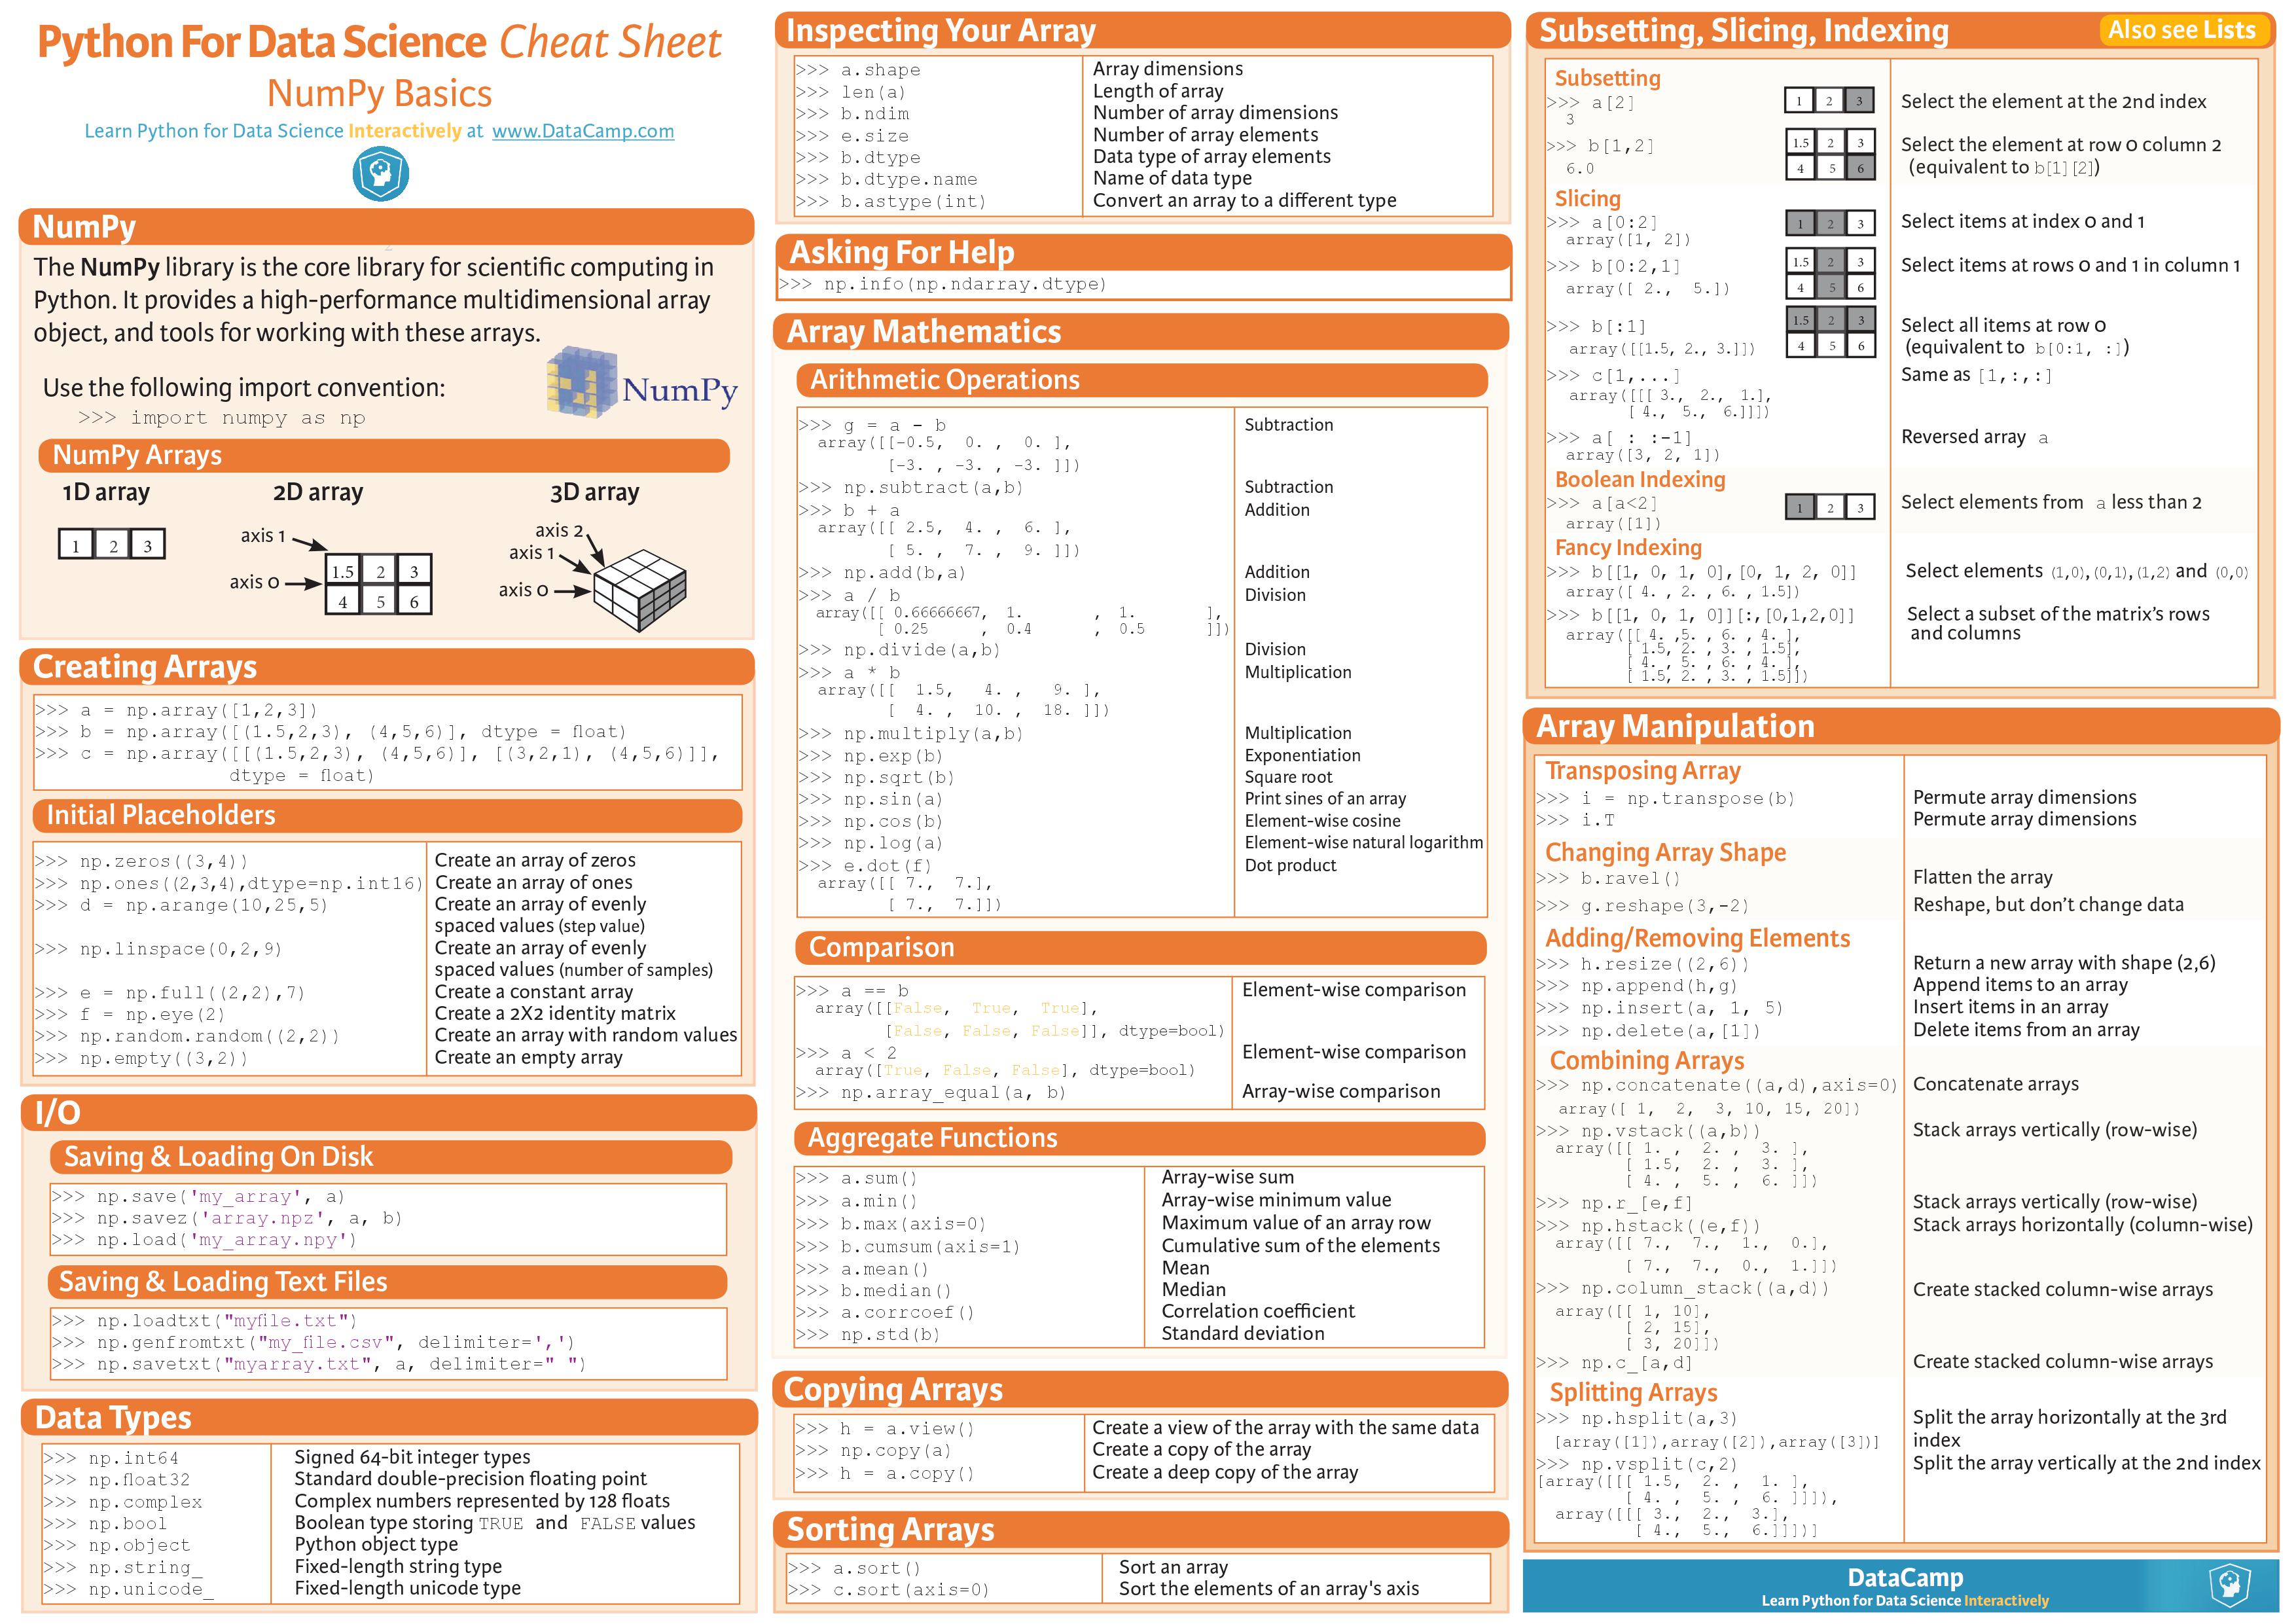 Python For Data Science Cheat Sheet
NumPy Basics
Learn Python for Data Science Interactively at www.DataCamp.com
NumPy
2
The NumPy library is the core library for scientific computing in
Python. It provides a high-performance multidimensional array
object, and tools for working with these arrays.
Use the following import convention:
>>> import numpy as np
NumPy
NumPy Arrays
1D array 2D array 3D array
1 2 3
axis 1
axis 0
1.5 2 3
4 5 6
axis 2
axis 1
axis 0
Creating Arrays
>>> a = np.array([1,2,3])
>>> b = np.array([(1.5,2,3), (4,5,6)], dtype = float)
>>> c = np.array([[(1.5,2,3), (4,5,6)], [(3,2,1), (4,5,6)]],
dtype = float)
Initial Placeholders
>>> np.zeros((3,4)) Create an array of zeros
>>> np.ones((2,3,4),dtype=np.int16) Create an array of ones
>>> d = np.arange(10,25,5) Create an array of evenly
spaced values (step value)
>>> np.linspace(0,2,9) Create an array of evenly
spaced values (number of samples)
>>> e = np.full((2,2),7) Create a constant array
>>> f = np.eye(2) Create a 2X2 identity matrix
>>> np.random.random((2,2)) Create an array with random values
>>> np.empty((3,2)) Create an empty array
I/O
Saving & Loading On Disk
>>> np.save('my_array', a)
>>> np.savez('array.npz', a, b)
>>> np.load('my_array.npy')
Saving & Loading Text Files
>>> np.loadtxt("myfile.txt")
>>> np.genfromtxt("my_file.csv", delimiter=',')
>>> np.savetxt("myarray.txt", a, delimiter=" ")
Data Types
>>> np.int64 Signed 64-bit integer types
>>> np.float32 Standard double-precision floating point
>>> np.complex Complex numbers represented by 128 floats
>>> np.bool Boolean type storing TRUE and FALSE values
>>> np.object Python object type
>>> np.string_ Fixed-length string type
>>> np.unicode_ Fixed-length unicode type
Inspecting Your Array
>>> a.shape Array dimensions
>>> len(a) Length of array
>>> b.ndim Number of array dimensions
>>> e.size Number of array elements
>>> b.dtype Data type of array elements
>>> b.dtype.name Name of data type
>>> b.astype(int) Convert an array to a different type
Asking For Help
>>> np.info(np.ndarray.dtype)
Array Mathematics
Arithmetic Operations
>>> g = a - b Subtraction
array([[-0.5, 0. , 0. ],
[-3. , -3. , -3. ]])
>>> np.subtract(a,b) Subtraction
>>> b + a Addition
array([[ 2.5, 4. , 6. ],
[ 5. , 7. , 9. ]])
>>> np.add(b,a) Addition
>>> a / b Division
array([[ 0.66666667, 1. , 1. ],
[ 0.25 , 0.4 , 0.5 ]])
>>> np.divide(a,b) Division
>>> a * b Multiplication
array([[ 1.5, 4. , 9. ],
[ 4. , 10. , 18. ]])
>>> np.multiply(a,b) Multiplication
>>> np.exp(b) Exponentiation
>>> np.sqrt(b) Square root
>>> np.sin(a) Print sines of an array
>>> np.cos(b) Element-wise cosine
>>> np.log(a) Element-wise natural logarithm
>>> e.dot(f) Dot product
array([[ 7., 7.],
[ 7., 7.]])
Comparison
>>> a == b Element-wise comparison
array([[False, True, True],
[False, False, False]], dtype=bool)
>>> a < 2 Element-wise comparison
array([True, False, False], dtype=bool)
>>> np.array_equal(a, b) Array-wise comparison
Aggregate Functions
>>> a.sum() Array-wise sum
>>> a.min() Array-wise minimum value
>>> b.max(axis=0) Maximum value of an array row
>>> b.cumsum(axis=1) Cumulative sum of the elements
>>> a.mean() Mean
>>> b.median() Median
>>> a.corrcoef() Correlation coefficient
>>> np.std(b) Standard deviation
Copying Arrays
>>> h = a.view() Create a view of the array with the same data
>>> np.copy(a) Create a copy of the array
>>> h = a.copy() Create a deep copy of the array
Sorting Arrays
>>> a.sort() Sort an array
>>> c.sort(axis=0) Sort the elements of an array's axis
Subsetting, Slicing, Indexing
Also see Lists
Subsetting
>>> a[2] 1 2 3 Select the element at the 2nd index
3
>>> b[1,2] 1.5 2 3 Select the element at row 0 column 2
6.0 4 5 6 (equivalent to b[1][2])
Slicing
>>> a[0:2] 1 2 3 Select items at index 0 and 1
array([1, 2])
>>> b[0:2,1] 1.5 2 3 Select items at rows 0 and 1 in column 1
array([ 2., 5.]) 4 5 6
>>> b[:1] 1.5 2 3 Select all items at row 0
array([[1.5, 2., 3.]]) 4 5 6 (equivalent to b[0:1, :])
>>> c[1,...] Same as [1,:,:]
array([[[ 3., 2., 1.],
[ 4., 5., 6.]]])
>>> a[ : :-1] Reversed array a
array([3, 2, 1])
Boolean Indexing
>>> a[a<2] 1 2 3 Select elements from a less than 2
array([1])
Fancy Indexing
>>> b[[1, 0, 1, 0],[0, 1, 2, 0]] Select elements (1,0),(0,1),(1,2) and (0,0)
array([ 4. , 2. , 6. , 1.5])
>>> b[[1, 0, 1, 0]][:,[0,1,2,0]] Select a subset of the matrix’s rows
and columns
array([[ 4. ,5. , 6. , 4. ],
[ 1.5, 2. , 3. , 1.5],
[ 4. , 5. , 6. , 4. ],
[ 1.5, 2. , 3. , 1.5]])
Array Manipulation
Transposing Array
>>> i = np.transpose(b) Permute array dimensions
>>> i.T Permute array dimensions
Changing Array Shape
>>> b.ravel() Flatten the array
>>> g.reshape(3,-2) Reshape, but don’t change data
Adding/Removing Elements
>>> h.resize((2,6)) Return a new array with shape (2,6)
>>> np.append(h,g) Append items to an array
>>> np.insert(a, 1, 5) Insert items in an array
>>> np.delete(a,[1]) Delete items from an array
Combining Arrays
>>> np.concatenate((a,d),axis=0) Concatenate arrays
array([ 1, 2, 3, 10, 15, 20])
>>> np.vstack((a,b)) Stack arrays vertically (row-wise)
array([[ 1. , 2. , 3. ],
[ 1.5, 2. , 3. ],
[ 4. , 5. , 6. ]])
>>> np.r_[e,f] Stack arrays vertically (row-wise)
>>> np.hstack((e,f)) Stack arrays horizontally (column-wise)
array([[ 7., 7., 1., 0.],
[ 7., 7., 0., 1.]])
>>> np.column_stack((a,d)) Create stacked column-wise arrays
array([[ 1, 10],
[ 2, 15],
[ 3, 20]])
>>> np.c_[a,d] Create stacked column-wise arrays
Splitting Arrays
>>> np.hsplit(a,3) Split the array horizontally at the 3rd
index
[array([1]),array([2]),array([3])]
>>> np.vsplit(c,2) Split the array vertically at the 2nd index
[array([[[ 1.5, 2. , 1. ],
[ 4. , 5. , 6. ]]]),
array([[[ 3., 2., 3.],
[ 4., 5., 6.]]])]
DataCamp
Learn Python for Data Science Interactively